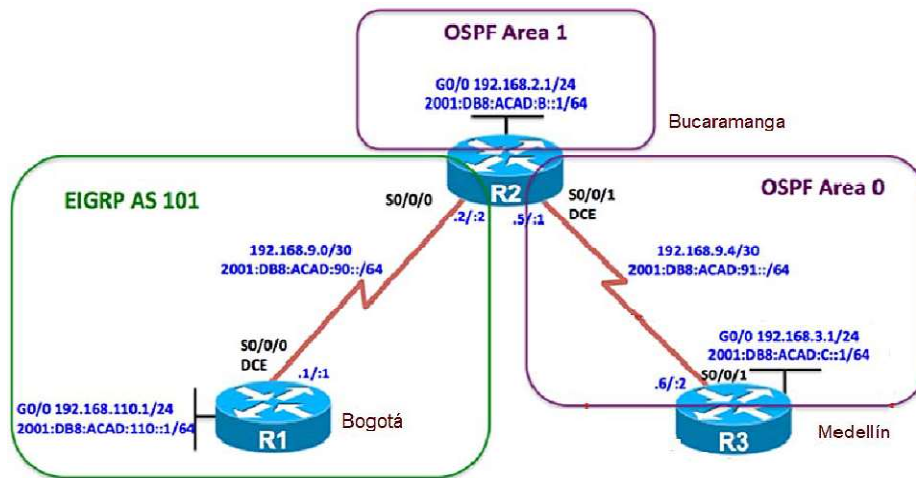 OSPF Area 1
G0/0 192.168.2.1/24
2001:DB8:ACAD:B::1/64
Bucaramanga
R2
EIGRP AS 101
S0/0/0
.2/:2
.5/:1
S0/0/1
DCE
OSPF Area 0
192.168.9.0/30
2001:DB8:ACAD:90::/64
192.168.9.4/30
2001:DB8:ACAD:91::/64
S0/0/0
DCE
.1/:1
G0/0 192.168.3.1/24
2001:DB8:ACAD:C::1/64
.6/:2
S0/0/1
G0/0 192.168.110.1/24
2001:DB8:ACAD:110::1/64
R1
Bogotá
R3
Medellín